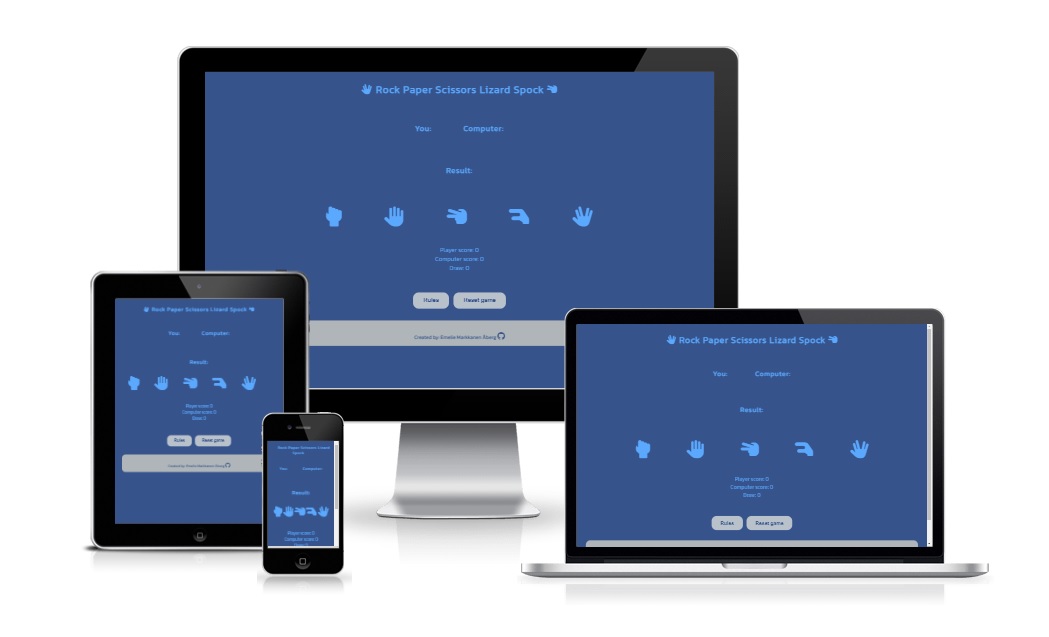 Rock Paper Scissors Lizard Spock
You: Computer:
Result:
Player score: 0
Computer score: 0
Draw: 0
Rules Reset game
Created by: Emelie Markkanen Åberg
Rock Paper Scissors Lizard Spock
You: Computer:
Result:
Player score: 0
Computer score: 0
Draw: 0
Rules Reset game
Created by: Emelie Markkanen Åberg
Rock Paper Scissors Lizard
Spock
You: Computer:
Result:
Player score: 0
Computer score: 0
Draw: 0
Rock Paper Scissors Lizard Spock
You: Computer:
Result:
Player score: 0
Computer score: 0
Draw: 0
Rules Reset game